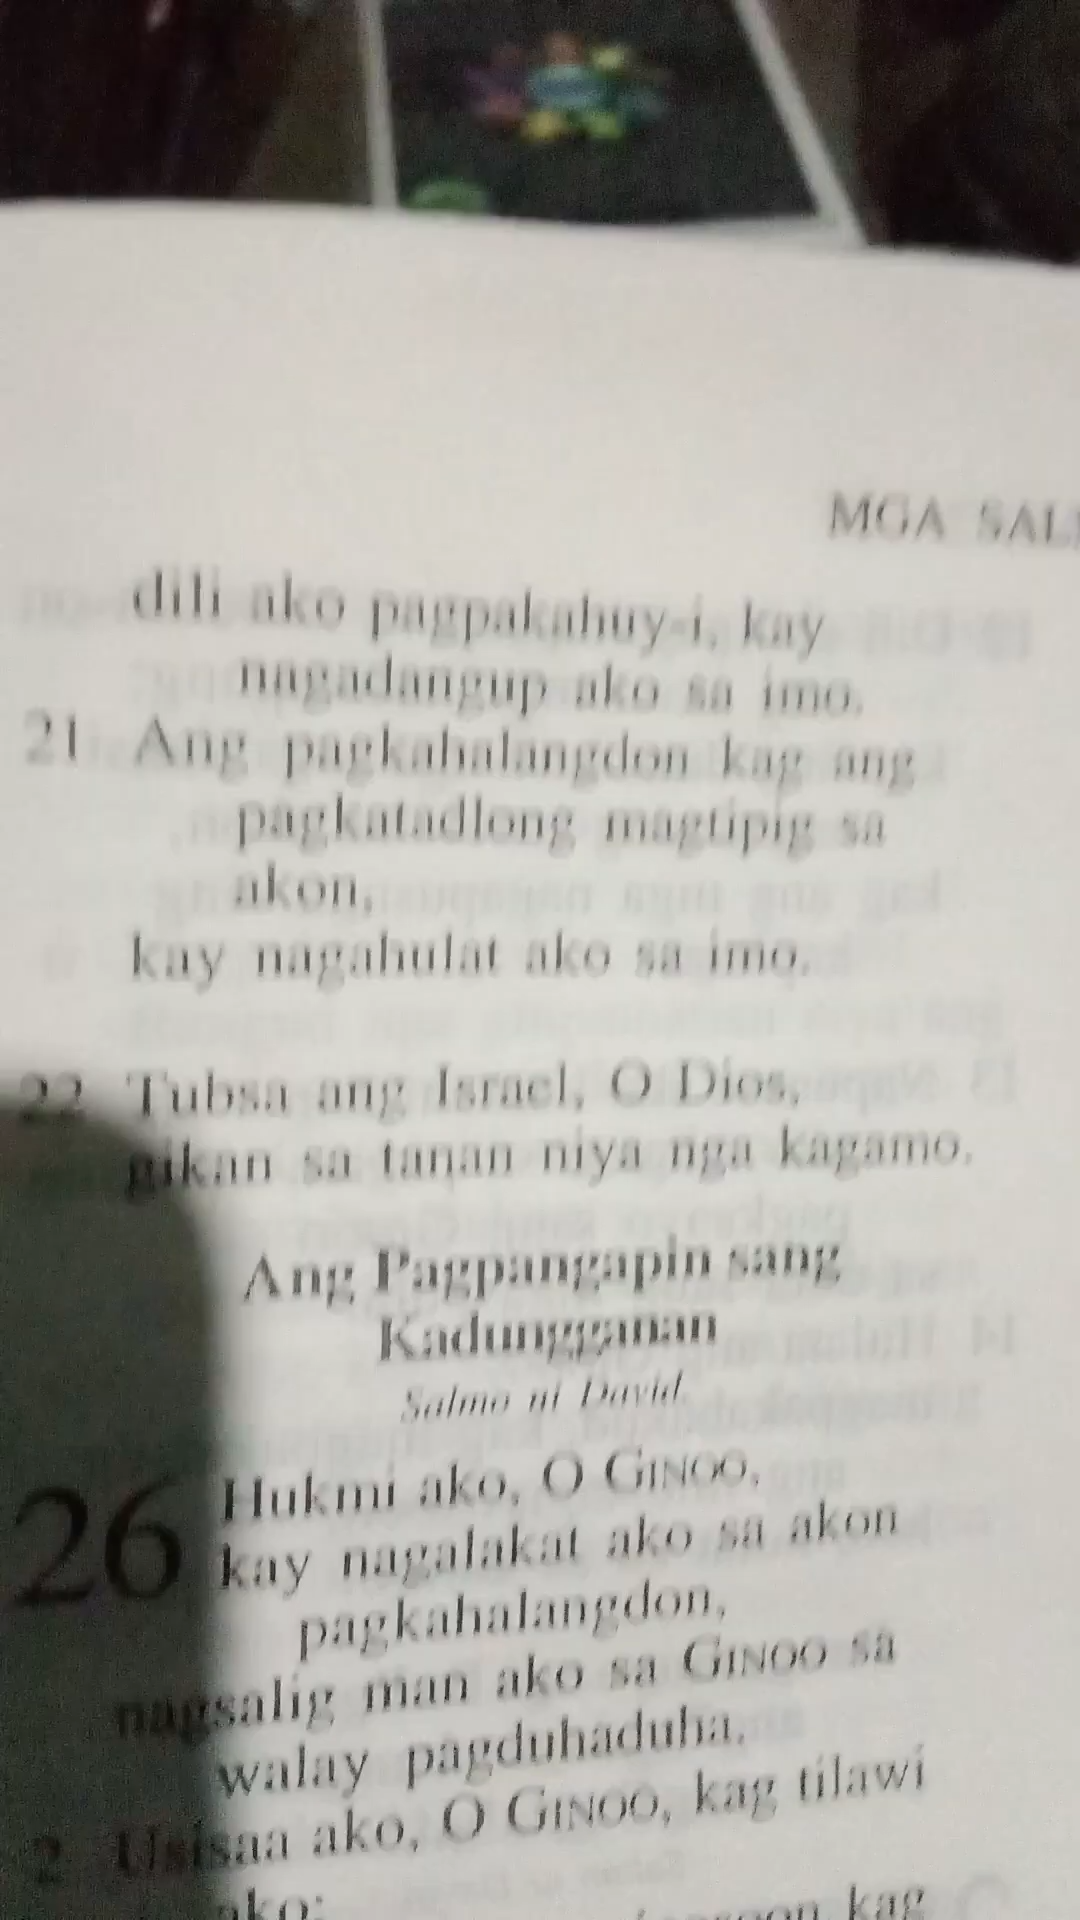 MGA SAL
dili ako pagpakahuy-i, kay
nagadangup ako sa imo.
21 Ang pagkahalangdon kag ang
pagkatadlong magtipig sa
akon,
kay nagahulat ako sa imo.
22 Tubsa ang Israel, O Dios,
gikan sa tanan niya nga kagamo.
Ang Pagpangapin sang
Kadungganan
Salmo ni David.
26 Hukmi ako, O GINOO,
kay nagalakat ako sa akon
pagkahalangdon,
nagsalig man ako sa GINOO sa
walay pagduhaduha.
2 Usisaa ako, O GINOO, kag tilawi
ako;
kag